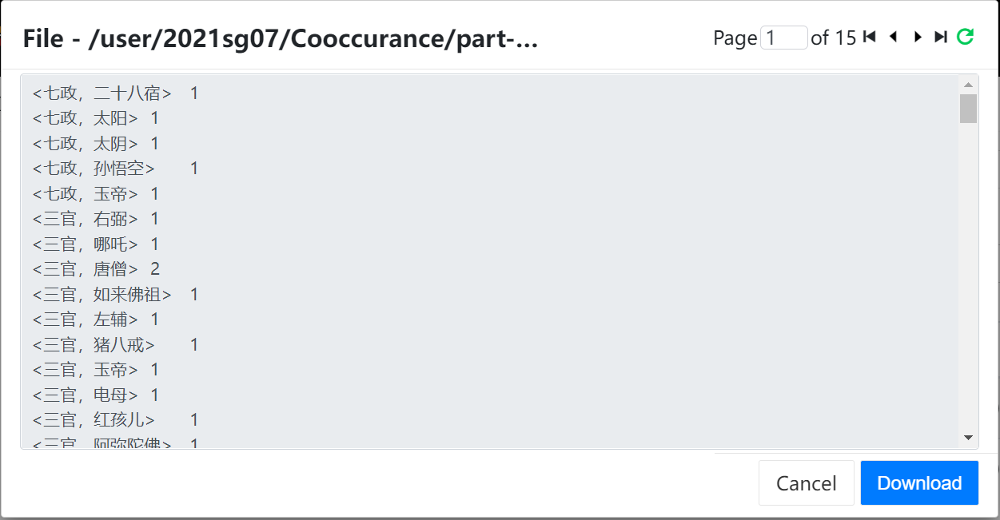 File - /user/2021sg07/Cooccurance/part-...
Page 1 of 15
<七政，二十八宿> 1
<七政，太阳> 1
<七政，太阴> 1
<七政，孙悟空> 1
<七政，玉帝> 1
<三官，右弼> 1
<三官，哪吒> 1
<三官，唐僧> 2
<三官，如来佛祖> 1
<三官，左辅> 1
<三官，猪八戒> 1
<三官，玉帝> 1
<三官，电母> 1
<三官，红孩儿> 1
<三官，阿弥陀佛> 1
Cancel
Download